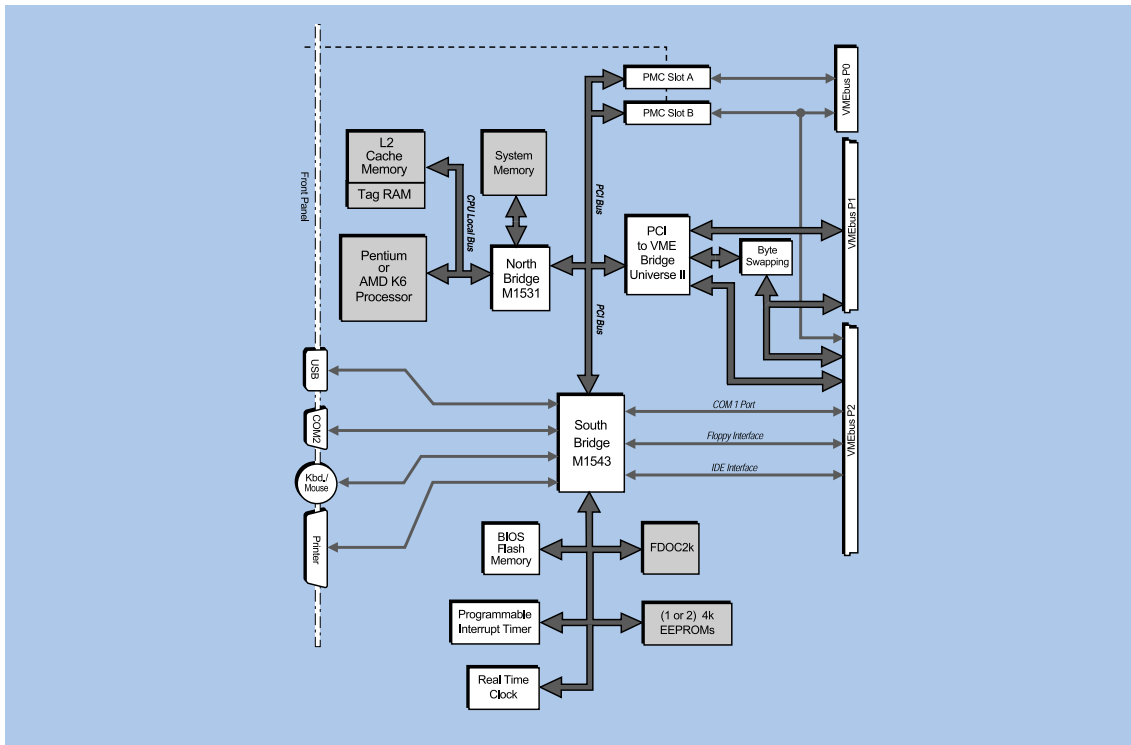 PMC Slot A
PMC Slot B
VMEbus P0
L2
Cache
Memory
Tag RAM
System
Memory
Front Panel
CPU Local Bus
PCI Bus
VMEbus P1
PCI
to VME
Bridge
Universe II
Byte
Swapping
Pentium
or
AMD K6
Processor
North
Bridge
M1531
PCI Bus
USB
COM2
Kbd./
Mouse
Printer
South
Bridge
M1543
COM 1 Port
Floppy Interface
IDE Interface
VMEbus P2
BIOS
Flash
Memory
FDOC2k
Programmable
Interrupt Timer
(1 or 2) 4k
EEPROMs
Real Time
Clock